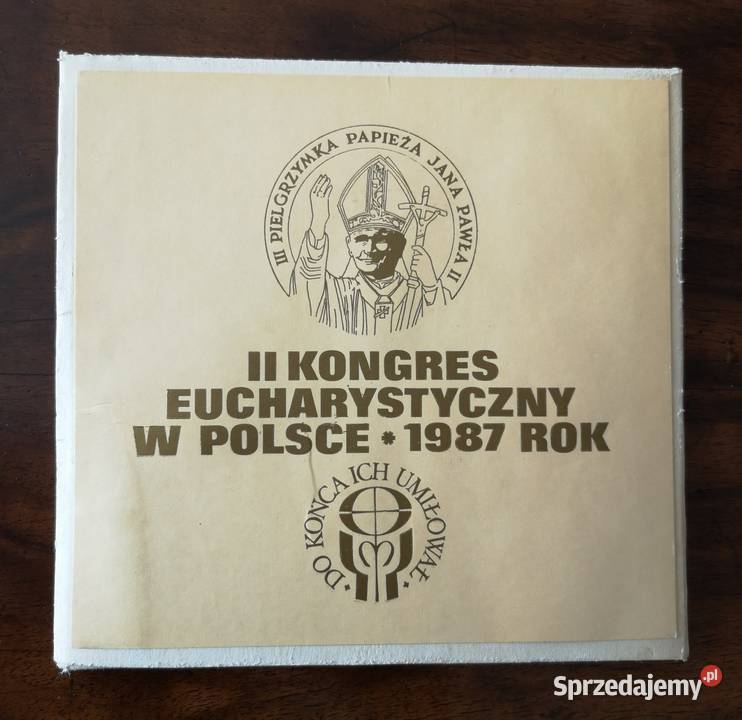 III PIELGRZYMKA PAPIEŻA JANA PAWŁA II
II KONGRES
EUCHARYSTYCZNY
W POLSCE * 1987 ROK
· DO KOŃCA ICH UMIŁOWAŁ ·
Sprzedajemy.pl